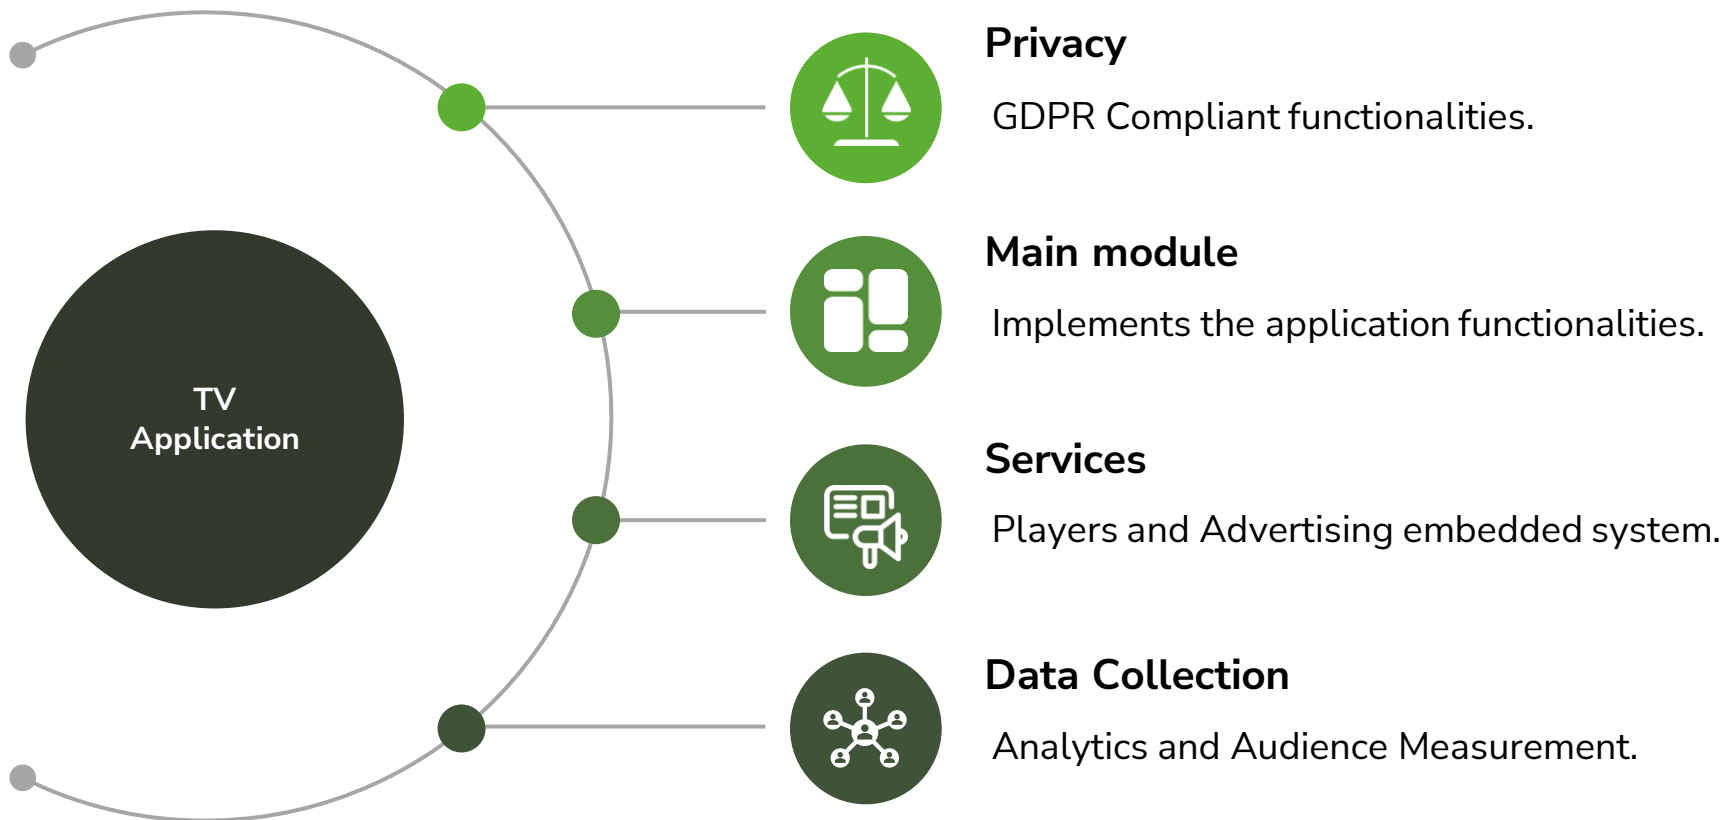 TV
Application
Privacy
GDPR Compliant functionalities.
Main module
Implements the application functionalities.
Services
Players and Advertising embedded system.
Data Collection
Analytics and Audience Measurement.